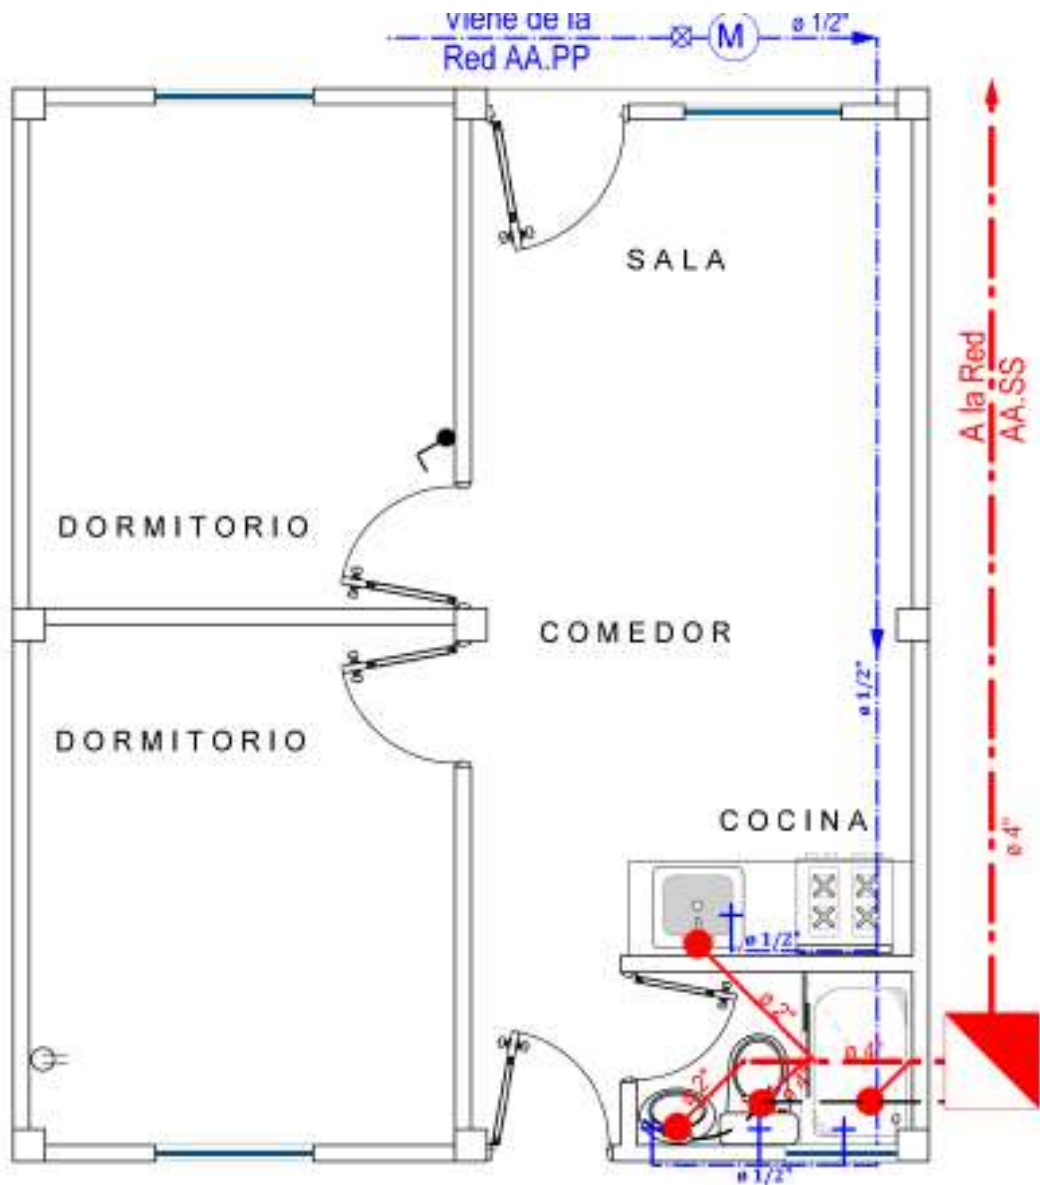 Viene de la
Red AA.PP
M
ø 1/2"
SALA
A la Red
AA.SS
DORMITORIO
COMEDOR
ø 1/2"
DORMITORIO
COCINA
ø 4"
ø 1/2"
ø 2"
ø 4"
ø 2"
ø 1/2"